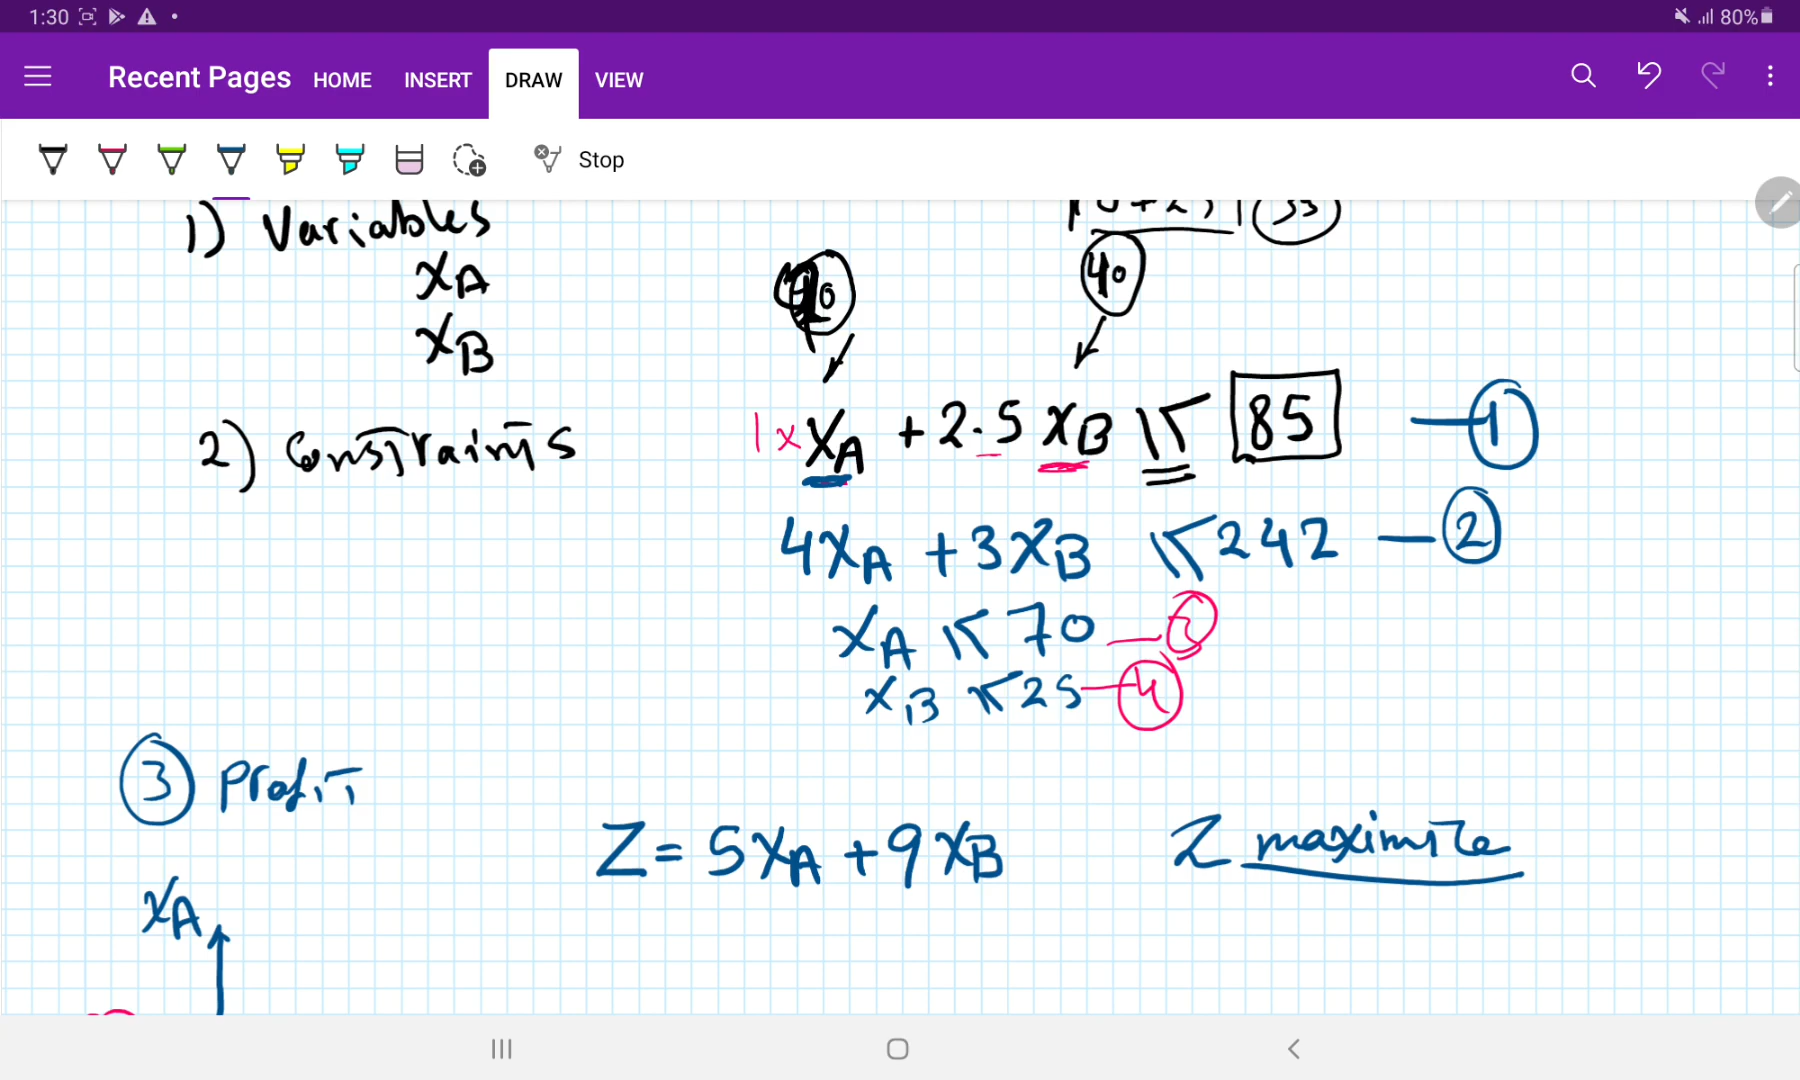 1:30 80%
Recent Pages HOME INSERT DRAW VIEW
Stop
1) Variables
xA
xB
40
2) Constraints
1x xA + 2.5 xB ≤ 85 — 1
4xA + 3xB ≤ 242 — 2
xA ≤ 70 —
xB ≤ 25 — 4
3 Profit
Z = 5xA + 9xB Z maximize
xA